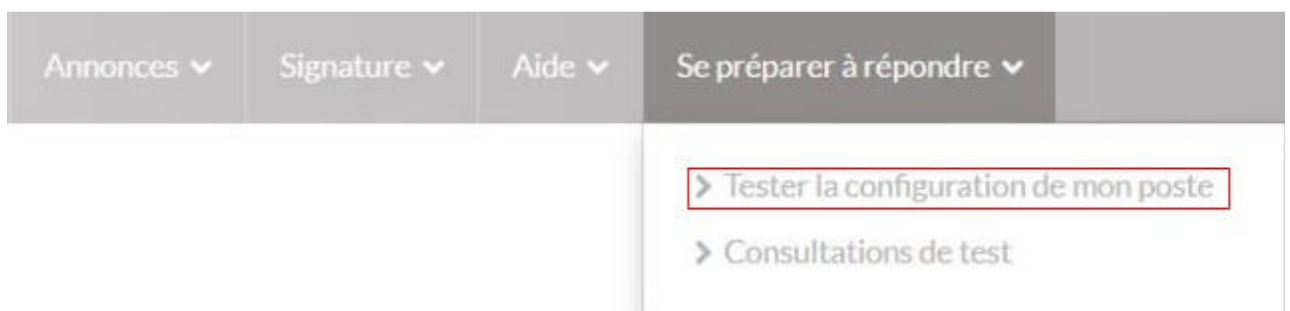 Annonces Signature Aide Se préparer à répondre
Tester la configuration de mon poste
Consultations de test